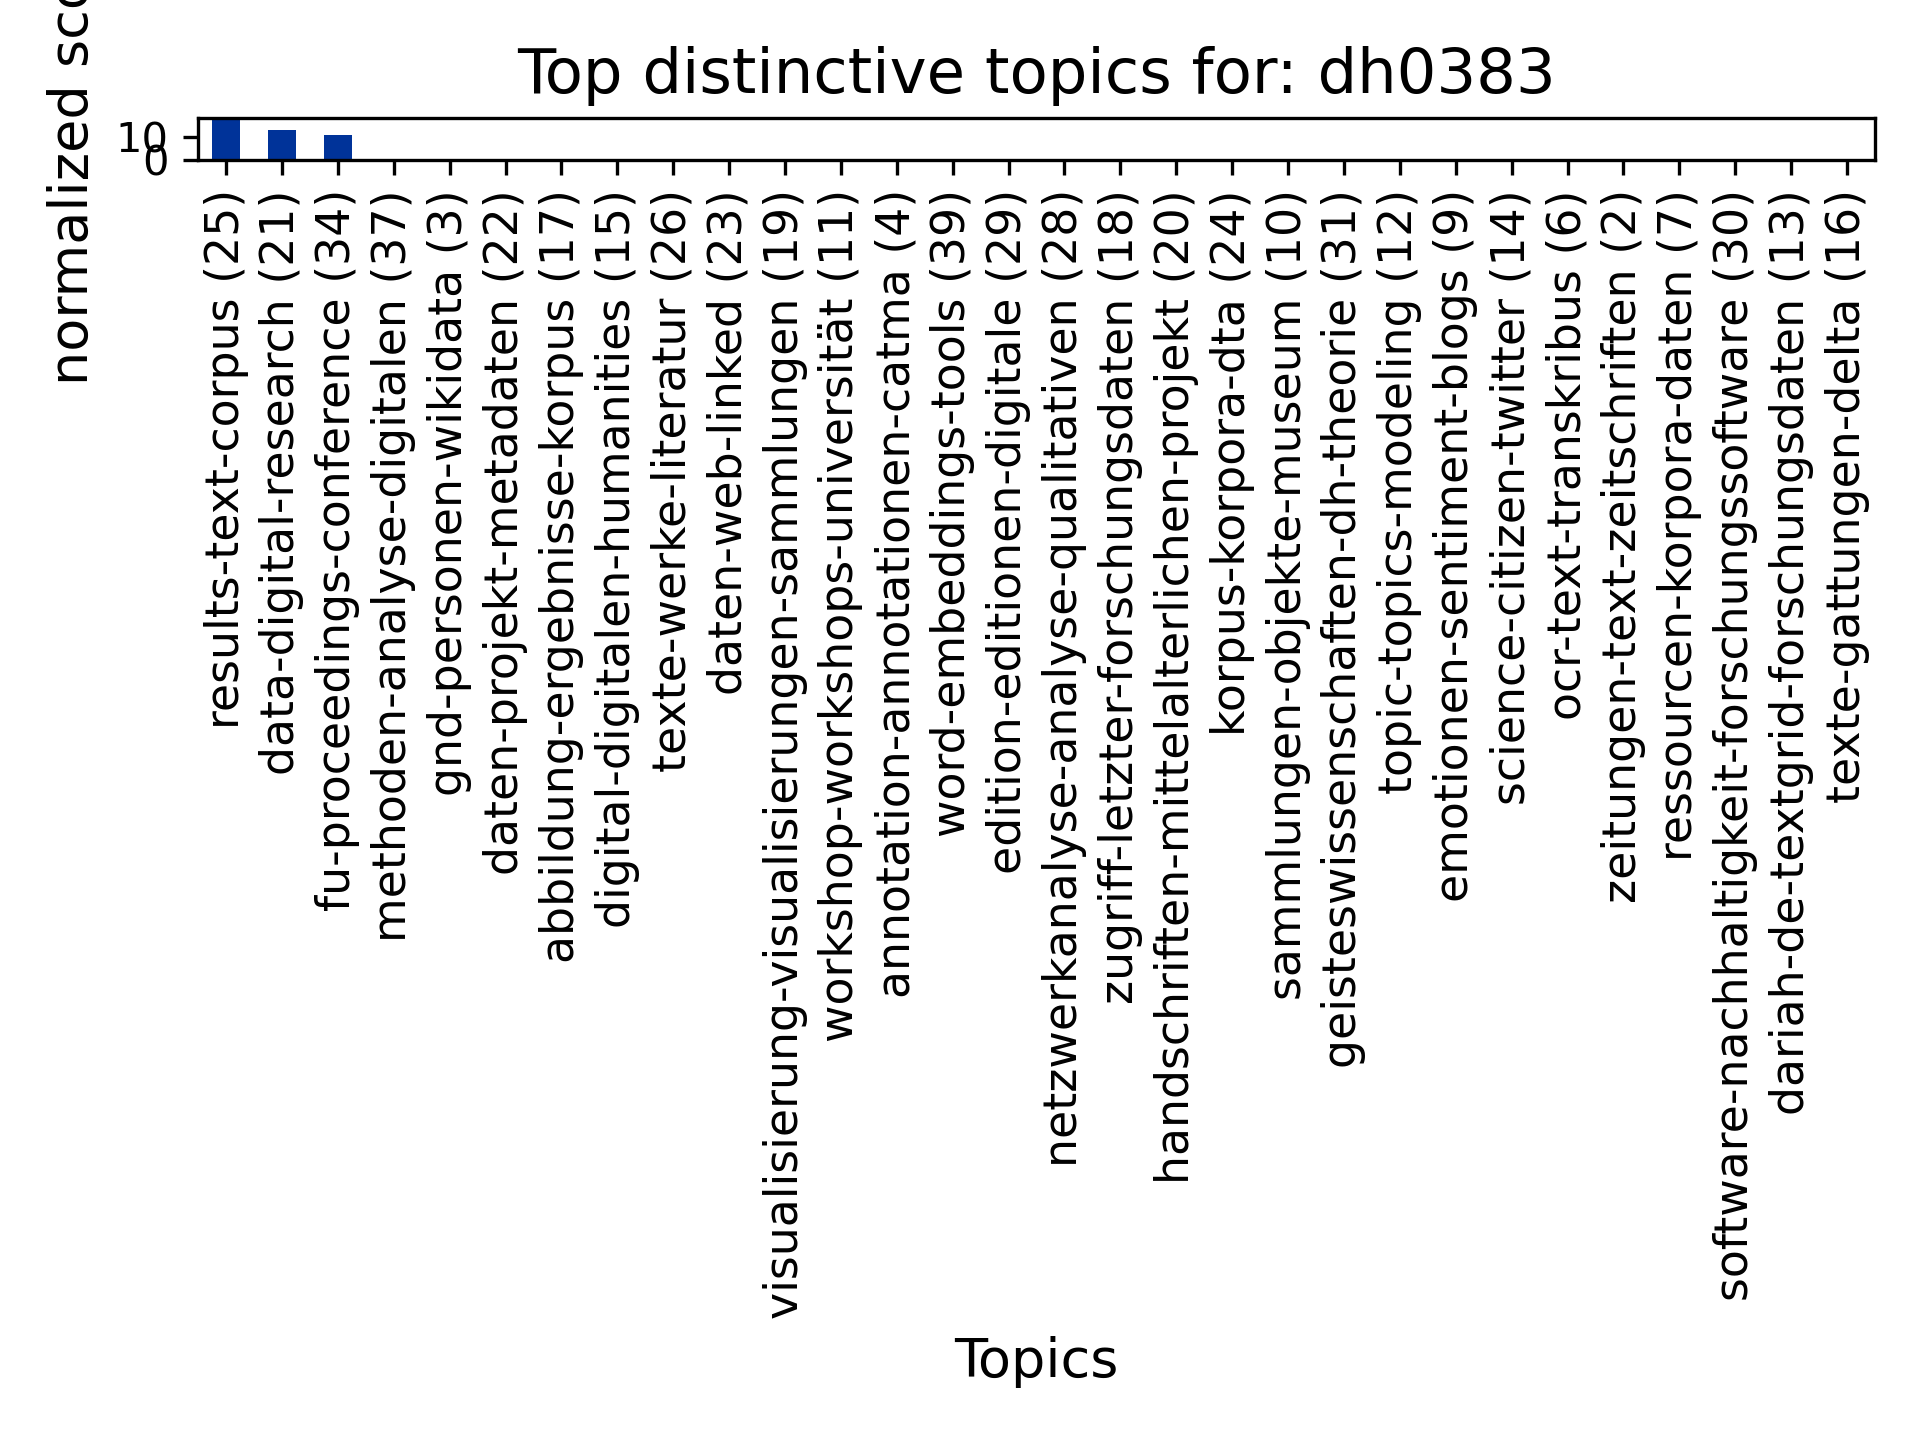 Top distinctive topics for: dh0383
normalized sco
10
0
results-text-corpus (25)
data-digital-research (21)
fu-proceedings-conference (34)
methoden-analyse-digitalen (37)
gnd-personen-wikidata (3)
daten-projekt-metadaten (22)
abbildung-ergebnisse-korpus (17)
digital-digitalen-humanities (15)
texte-werke-literatur (26)
daten-web-linked (23)
visualisierung-visualisierungen-sammlungen (19)
workshop-workshops-universität (11)
annotation-annotationen-catma (4)
word-embeddings-tools (39)
edition-editionen-digitale (29)
netzwerkanalyse-analyse-qualitativen (28)
zugriff-letzter-forschungsdaten (18)
handschriften-mittelalterlichen-projekt (20)
korpus-korpora-dta (24)
sammlungen-objekte-museum (10)
geisteswissenschaften-dh-theorie (31)
topic-topics-modeling (12)
emotionen-sentiment-blogs (9)
science-citizen-twitter (14)
ocr-text-transkribus (6)
zeitungen-text-zeitschriften (2)
ressourcen-korpora-daten (7)
software-nachhaltigkeit-forschungssoftware (30)
dariah-de-textgrid-forschungsdaten (13)
texte-gattungen-delta (16)
Topics